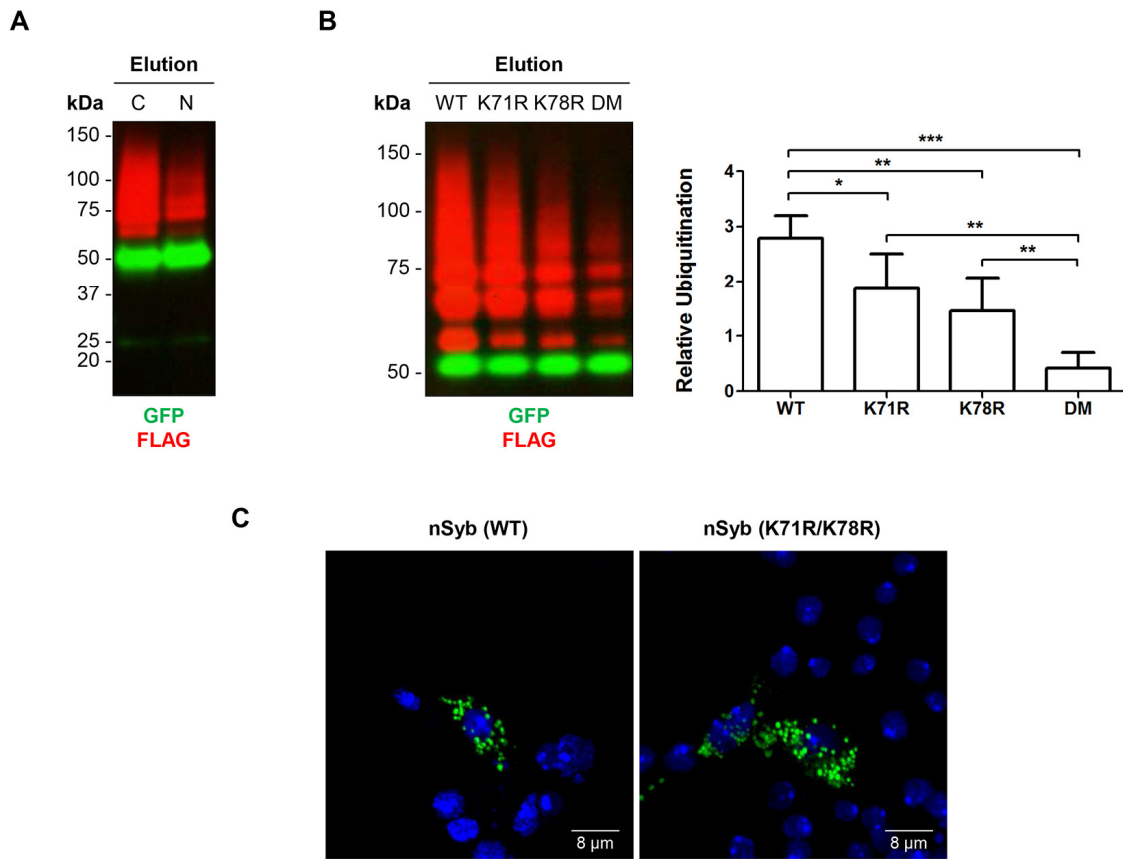 A
Elution
kDa C N
150 -
100 -
75 -
50 -
37 -
25 -
20 -
GFP
FLAG
B
Elution
kDa WT K71R K78R DM
150 -
100 -
75 -
50 -
GFP
FLAG
Relative Ubiquitination
4
3
2
1
0
***
**
*
**
**
WT K71R K78R DM
C
nSyb (WT) nSyb (K71R/K78R)
8 μm 8 μm